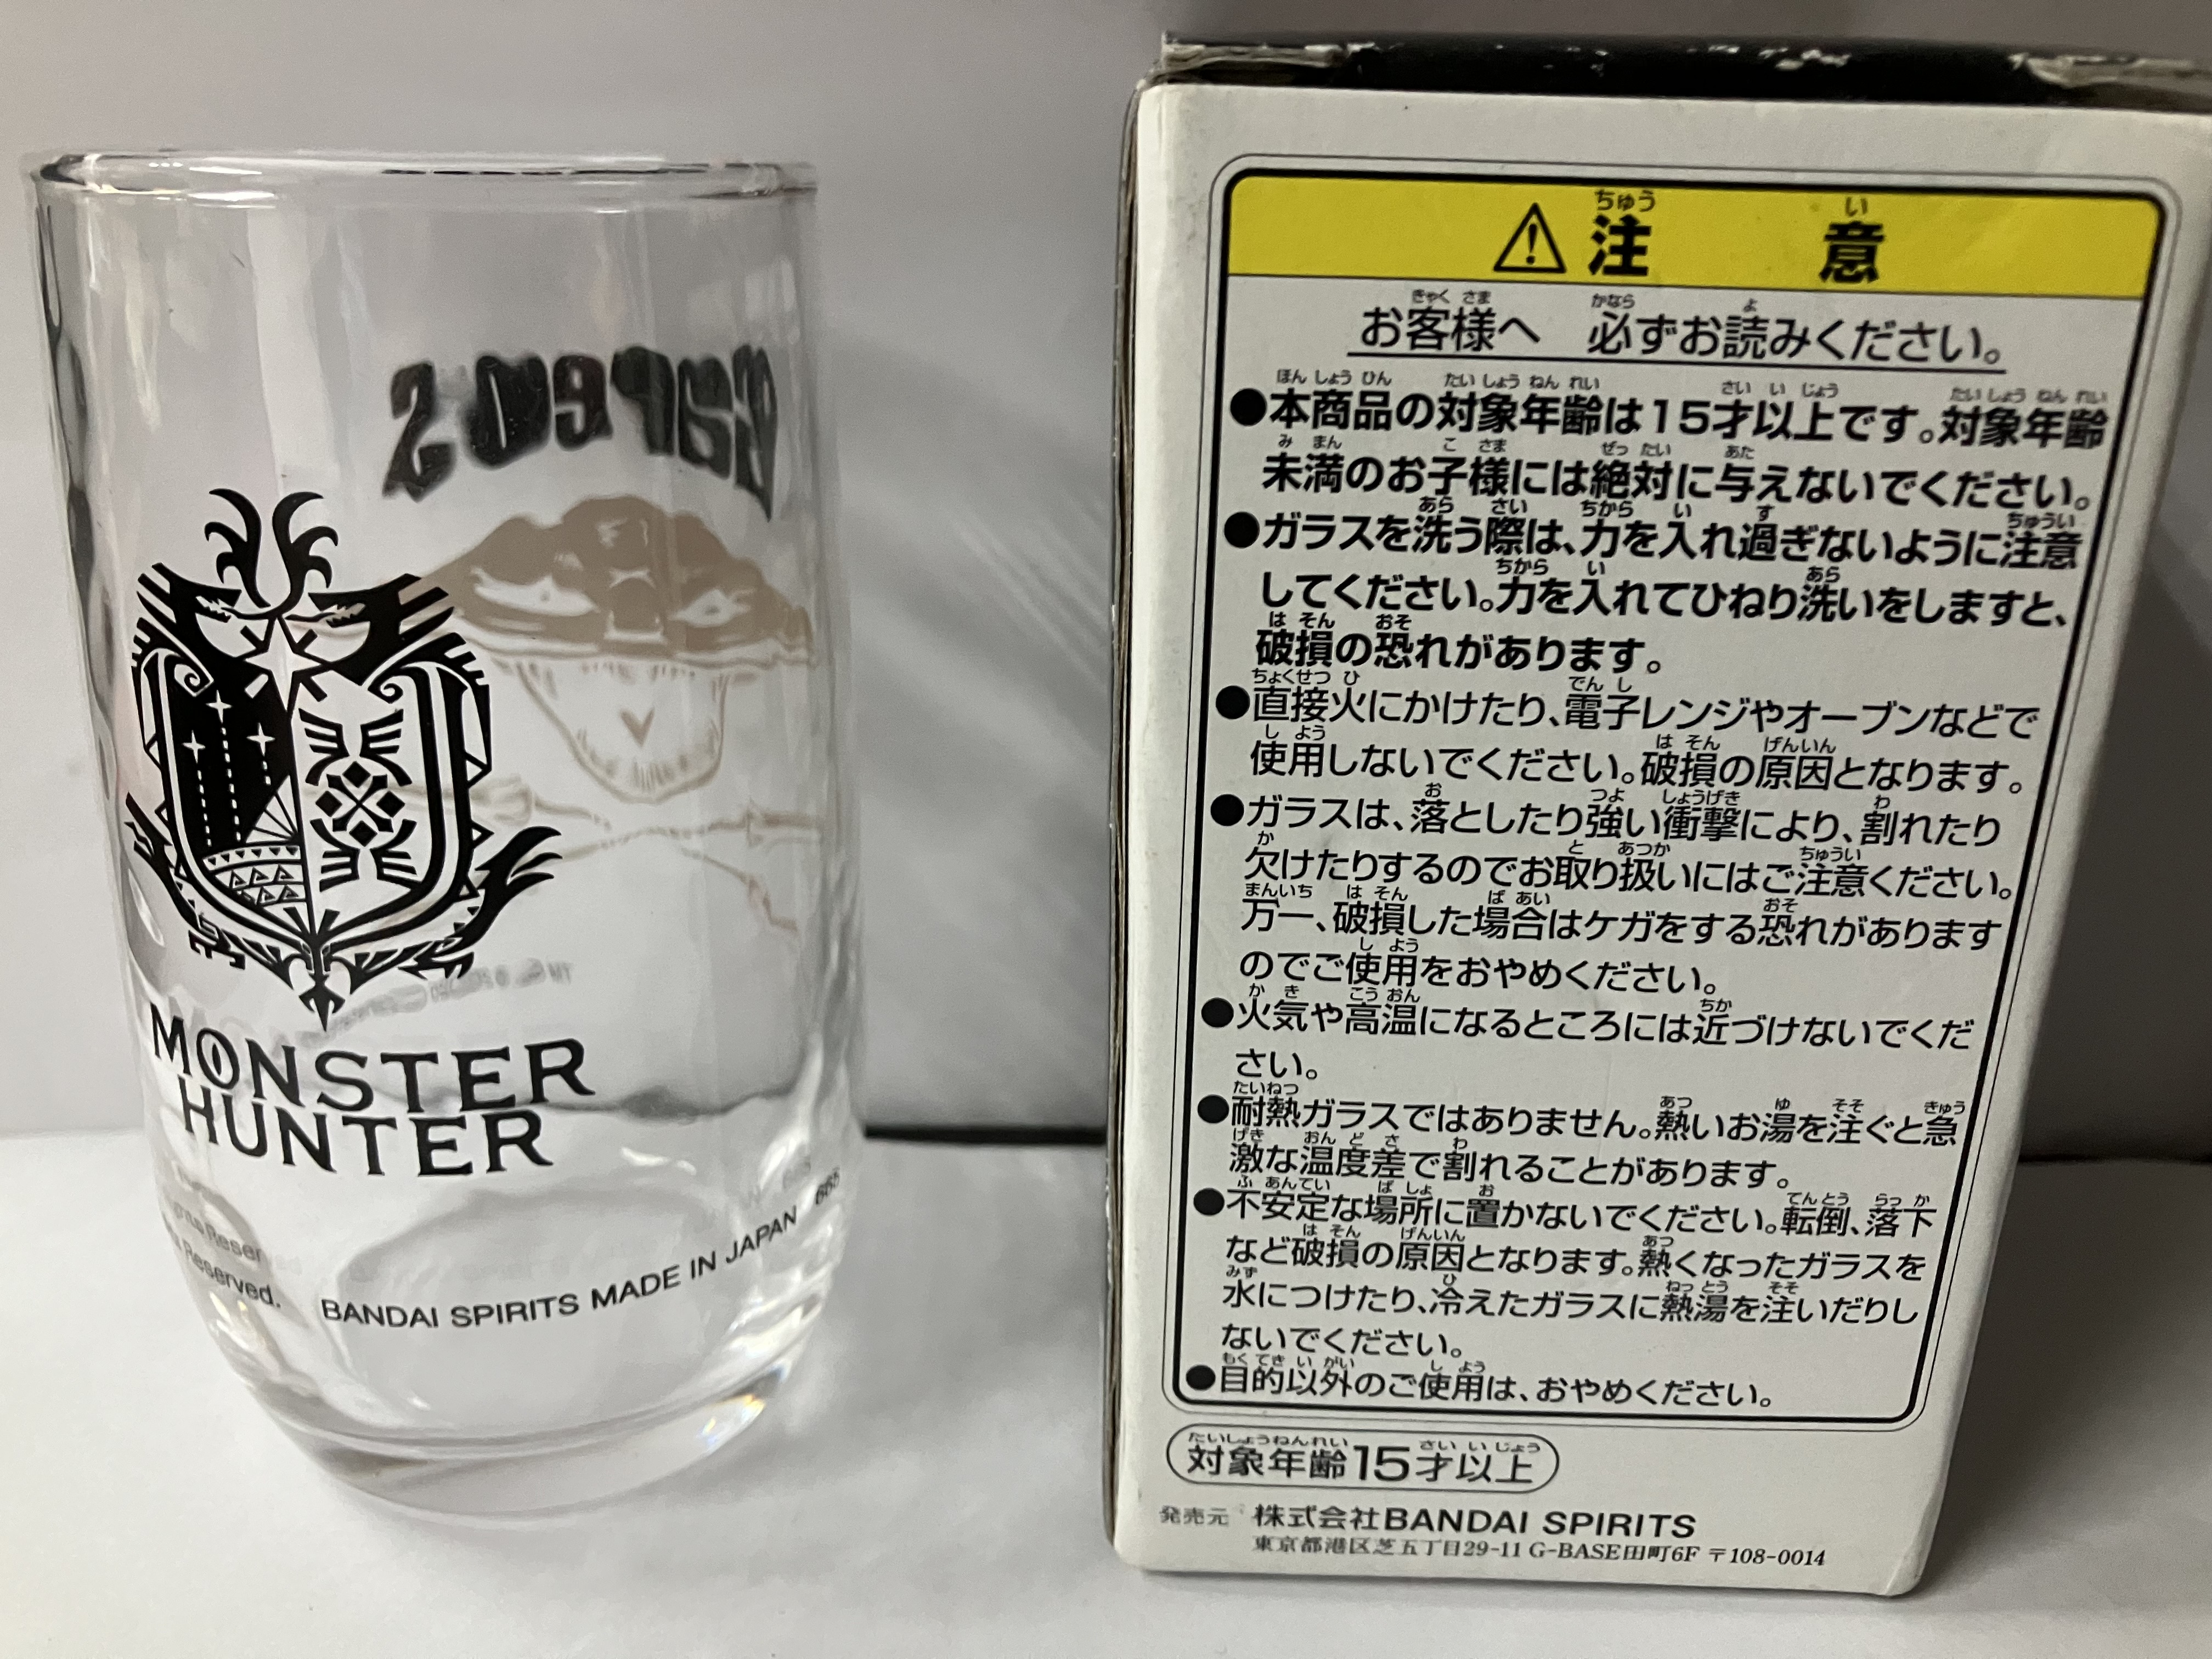 MONSTER
HUNTER
Reserved.
BANDAI SPIRITS MADE IN JAPAN 665
注意
お客様へ 必ずお読みください。
●本商品の対象年齢は15才以上です。対象年齢
未満のお子様には絶対に与えないでください。
●ガラスを洗う際は、力を入れ過ぎないように注意
してください。力を入れてひねり洗いをしますと、
破損の恐れがあります。
●直接火にかけたり、電子レンジやオーブンなどで
使用しないでください。破損の原因となります。
●ガラスは、落としたり強い衝撃により、割れたり
欠けたりするのでお取り扱いにはご注意ください。
万一、破損した場合はケガをする恐れがあります
のでご使用をおやめください。
●火気や高温になるところには近づけないでくだ
さい。
●耐熱ガラスではありません。熱いお湯を注ぐと急
激な温度差で割れることがあります。
●不安定な場所に置かないでください。転倒、落下
など破損の原因となります。熱くなったガラスを
水につけたり、冷えたガラスに熱湯を注いだりし
ないでください。
●目的以外のご使用は、おやめください。
対象年齢15才以上
発売元 株式会社BANDAI SPIRITS
東京都港区芝五丁目29-11 G-BASE田町6F 〒108-0014